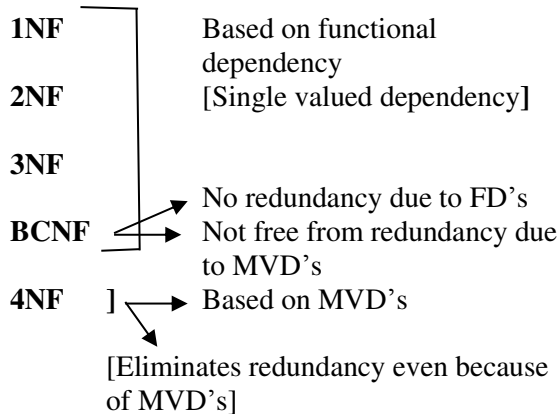 1NF Based on functional
dependency
2NF [Single valued dependency]
3NF
No redundancy due to FD's
BCNF Not free from redundancy due
to MVD's
4NF ] Based on MVD's
[Eliminates redundancy even because
of MVD's]